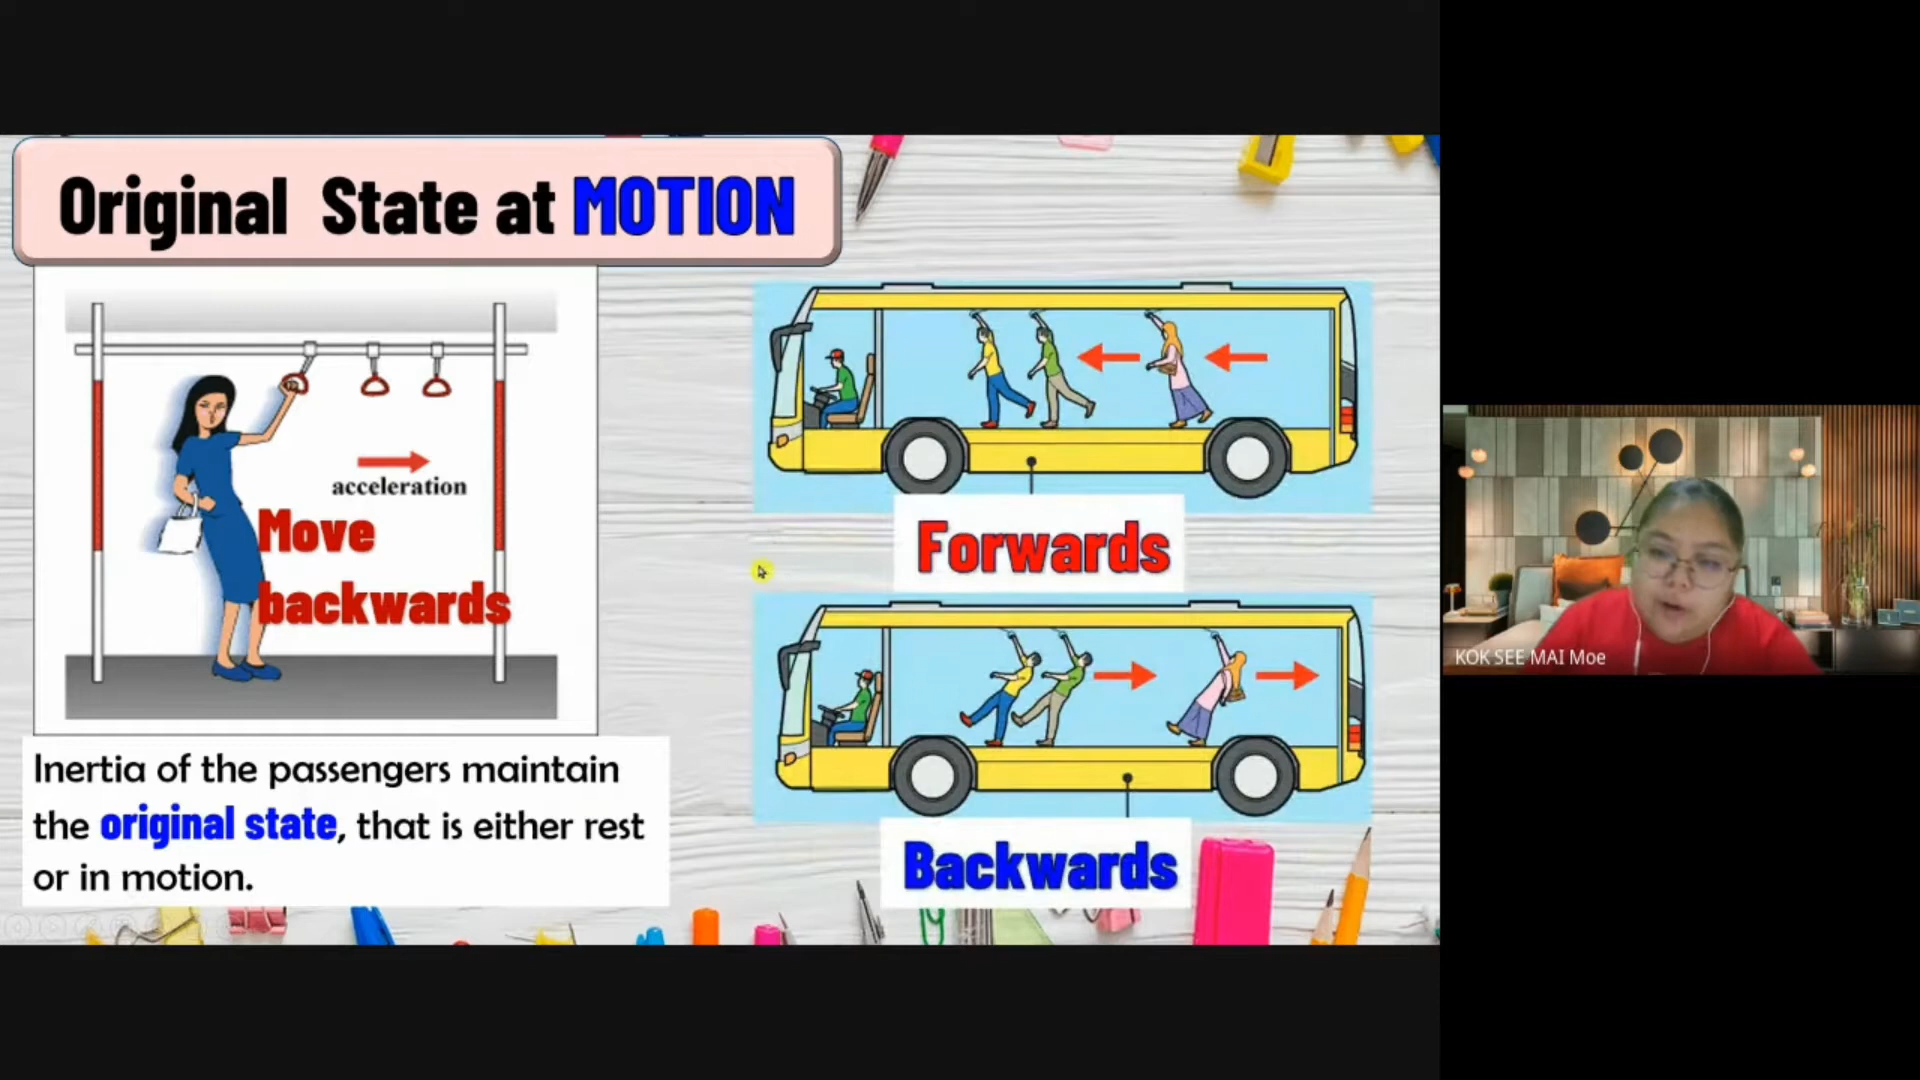 Original State at MOTION
acceleration
Move
backwards
Inertia of the passengers maintain
the original state, that is either rest
or in motion.
Forwards
Backwards
KOK SEE MAI Moe